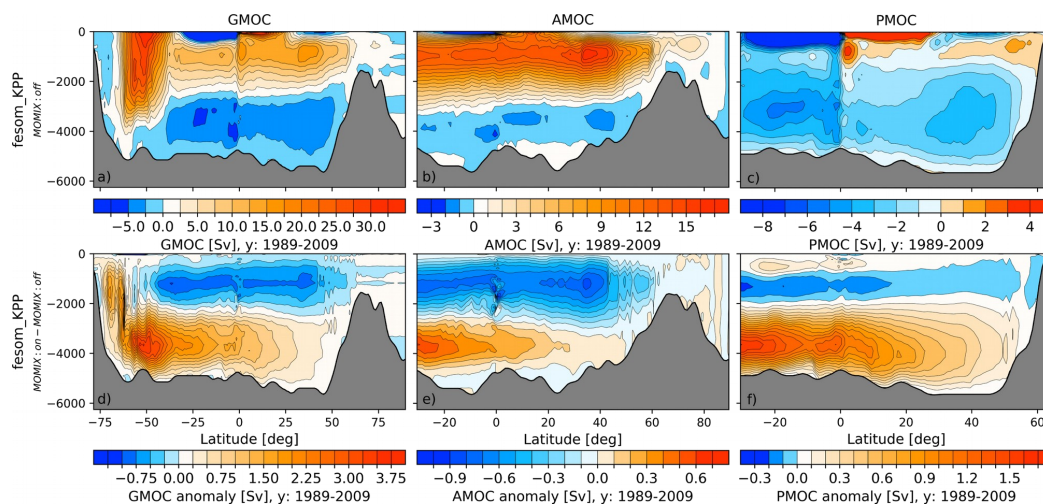 GMOC AMOC PMOC
fesom_KPP
MOMIX: off
0
−2000
−4000
−6000
a) b) c)
−5.0 0.0 5.0 10.0 15.0 20.0 25.0 30.0
−3 0 3 6 9 12 15
−8 −6 −4 −2 0 2 4
GMOC [Sv], y: 1989-2009 AMOC [Sv], y: 1989-2009 PMOC [Sv], y: 1989-2009
fesom_KPP
MOMIX: on − MOMIX: off
0
−2000
−4000
−6000
d) e) f)
−75 −50 −25 0 25 50 75
−20 0 20 40 60 80
−20 0 20 40 60
Latitude [deg] Latitude [deg] Latitude [deg]
−0.75 0.00 0.75 1.50 2.25 3.00 3.75
−0.9 −0.6 −0.3 0.0 0.3 0.6
−0.3 0.0 0.3 0.6 0.9 1.2 1.5
GMOC anomaly [Sv], y: 1989-2009 AMOC anomaly [Sv], y: 1989-2009 PMOC anomaly [Sv], y: 1989-2009